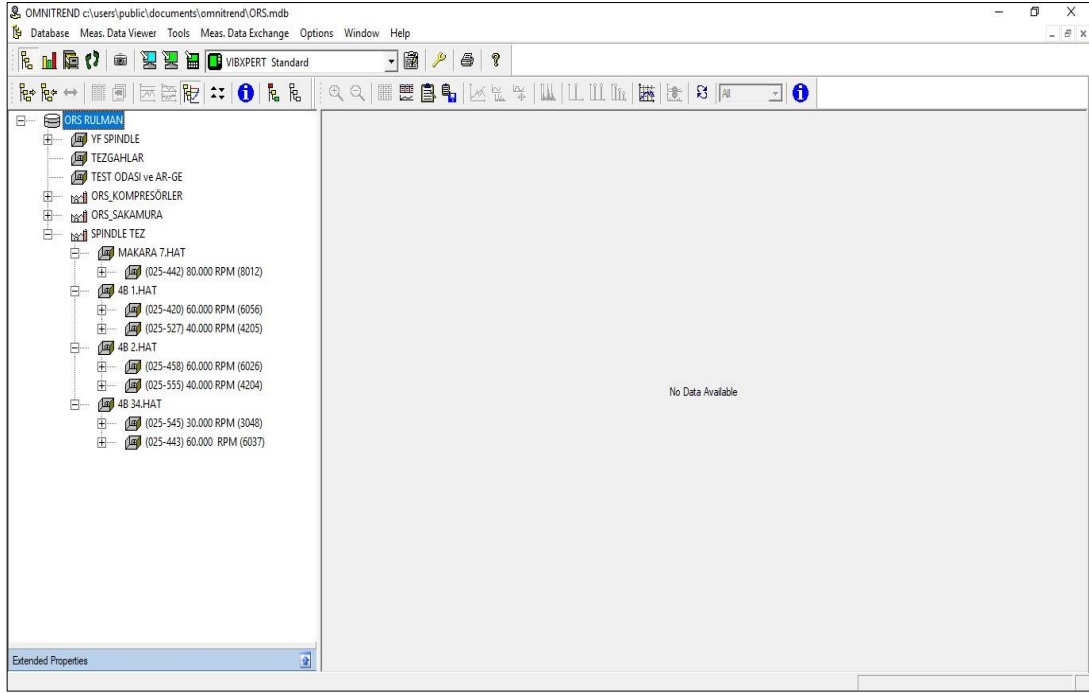 OMNITREND c:\users\public\documents\omnitrend\ORS.mdb
Database Meas. Data Viewer Tools Meas. Data Exchange Options Window Help
VIBXPERT Standard
All
ORS RULMAN
YF SPINDLE
TEZGAHLAR
TEST ODASI ve AR-GE
ORS_KOMPRESÖRLER
ORS_SAKAMURA
SPINDLE TEZ
MAKARA 7.HAT
(025-442) 80.000 RPM (8012)
4B 1.HAT
(025-420) 60.000 RPM (6056)
(025-527) 40.000 RPM (4205)
4B 2.HAT
(025-458) 60.000 RPM (6026)
(025-555) 40.000 RPM (4204)
4B 34.HAT
(025-545) 30.000 RPM (3048)
(025-443) 60.000 RPM (6037)
No Data Available
Extended Properties